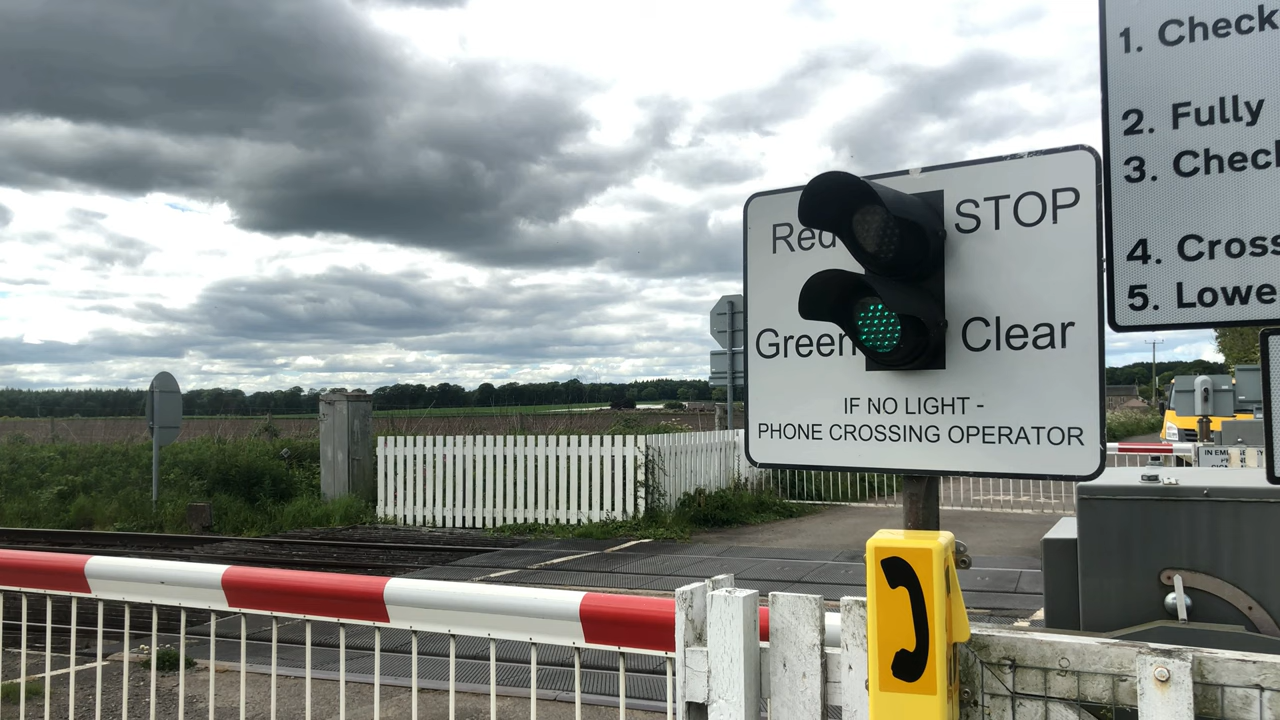 1. Check
2. Fully
3. Check
4. Cross
5. Lowe
Red STOP
Green Clear
IF NO LIGHT -
PHONE CROSSING OPERATOR